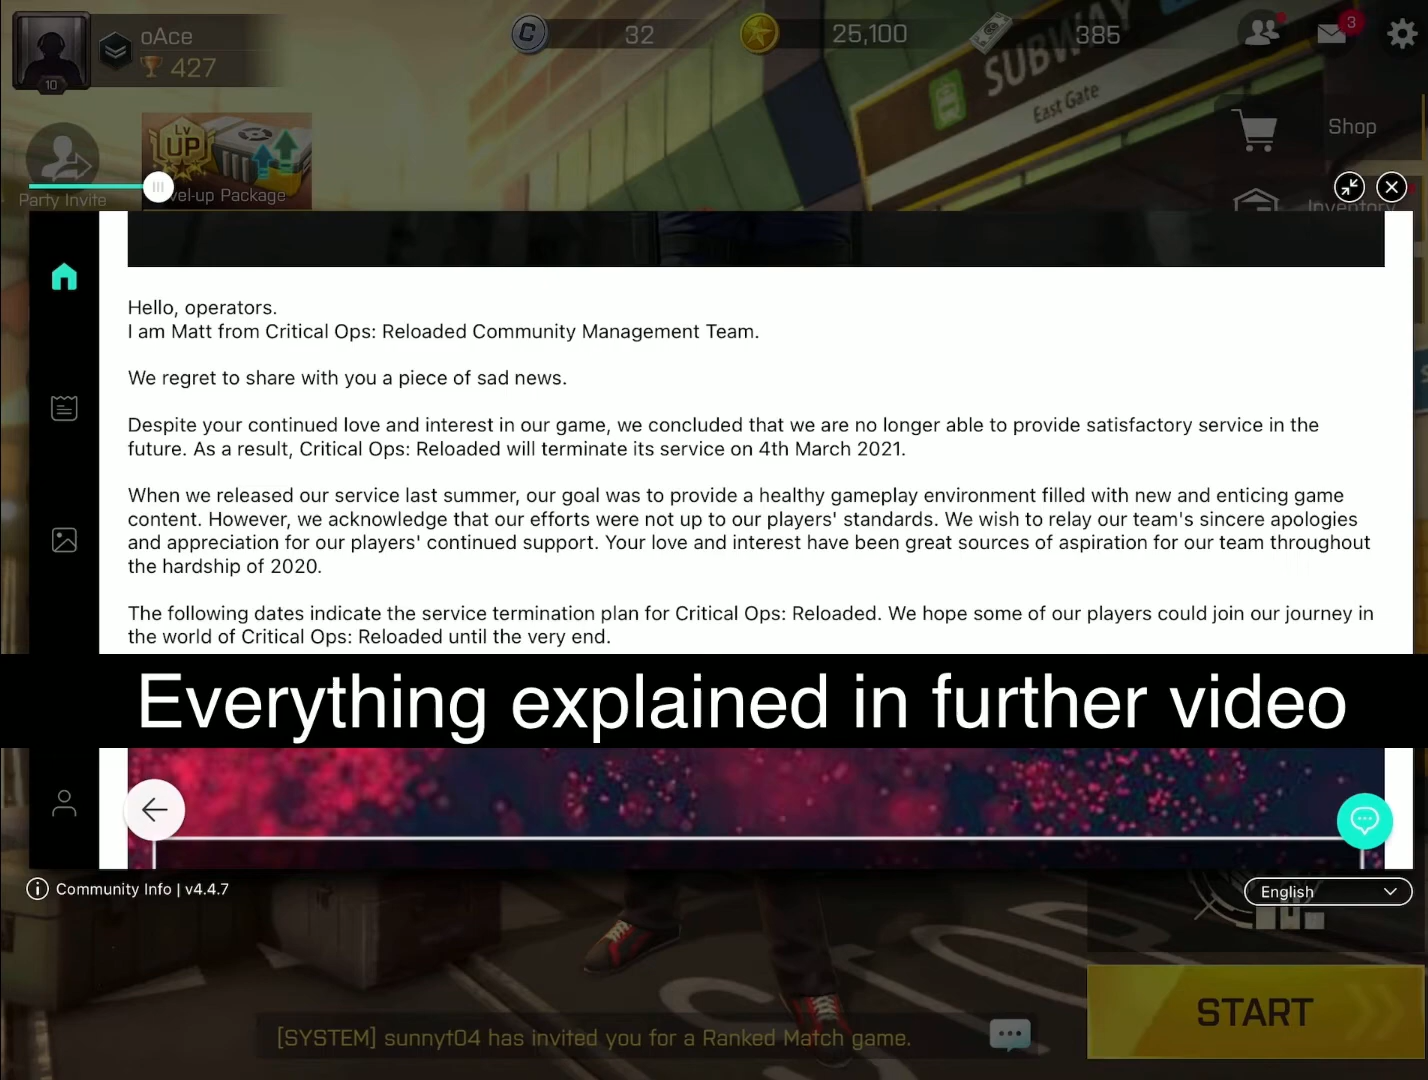 oAce
427
10
32
25,100
385
3
SUBWAY
East Gate
Shop
LV
UP
Party Invite
vel-up Package
Inventory
Hello, operators.
I am Matt from Critical Ops: Reloaded Community Management Team.
We regret to share with you a piece of sad news.
Despite your continued love and interest in our game, we concluded that we are no longer able to provide satisfactory service in the
future. As a result, Critical Ops: Reloaded will terminate its service on 4th March 2021.
When we released our service last summer, our goal was to provide a healthy gameplay environment filled with new and enticing game
content. However, we acknowledge that our efforts were not up to our players' standards. We wish to relay our team's sincere apologies
and appreciation for our players' continued support. Your love and interest have been great sources of aspiration for our team throughout
the hardship of 2020.
The following dates indicate the service termination plan for Critical Ops: Reloaded. We hope some of our players could join our journey in
the world of Critical Ops: Reloaded until the very end.
Everything explained in further video
Community Info | v4.4.7
English
START
[SYSTEM] sunnyt04 has invited you for a Ranked Match game.